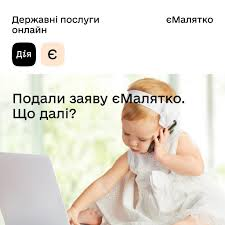 Державні послуги
онлайн
єМалятко
Дія
Є
Подали заяву єМалятко.
Що далі?